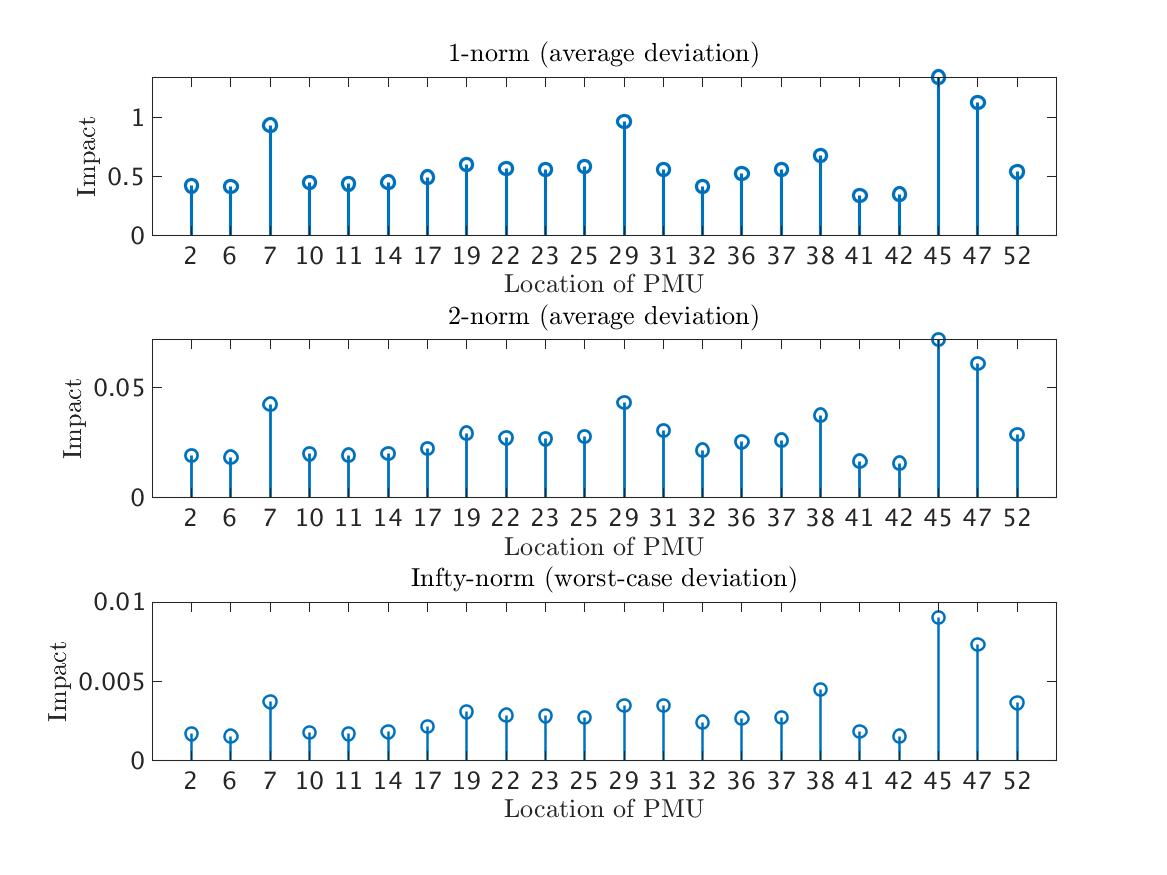 1-norm (average deviation)
1
0.5
0
Impact
2 6 7 10 11 14 17 19 22 23 25 29 31 32 36 37 38 41 42 45 47 52
Location of PMU
2-norm (average deviation)
0.05
0
Impact
2 6 7 10 11 14 17 19 22 23 25 29 31 32 36 37 38 41 42 45 47 52
Location of PMU
Infty-norm (worst-case deviation)
0.01
0.005
0
Impact
2 6 7 10 11 14 17 19 22 23 25 29 31 32 36 37 38 41 42 45 47 52
Location of PMU